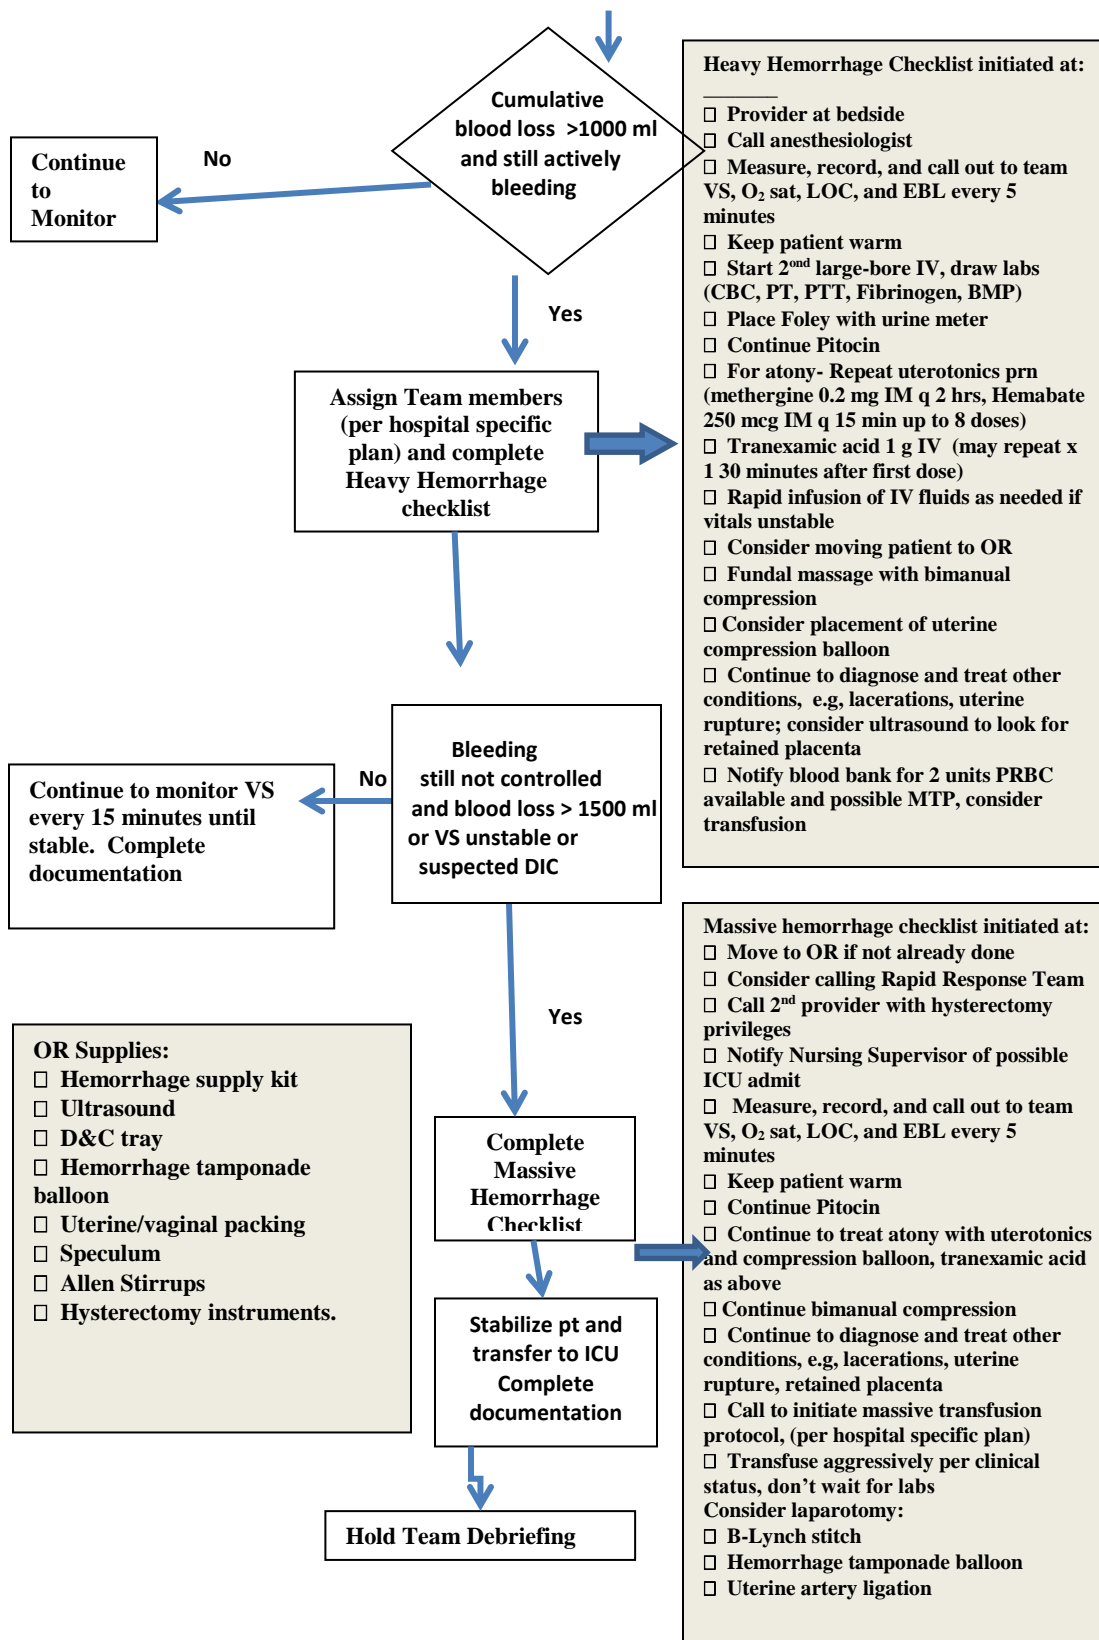 Cumulative
blood loss >1000 ml
and still actively
bleeding
No
Continue
to
Monitor
Yes
Assign Team members
(per hospital specific
plan) and complete
Heavy Hemorrhage
checklist
Heavy Hemorrhage Checklist initiated at:
_______
☐ Provider at bedside
☐ Call anesthesiologist
☐ Measure, record, and call out to team
VS, O₂ sat, LOC, and EBL every 5
minutes
☐ Keep patient warm
☐ Start 2ᵒⁿᵈ large-bore IV, draw labs
(CBC, PT, PTT, Fibrinogen, BMP)
☐ Place Foley with urine meter
☐ Continue Pitocin
☐ For atony- Repeat uterotonics prn
(methergine 0.2 mg IM q 2 hrs, Hemabate
250 mcg IM q 15 min up to 8 doses)
☐ Tranexamic acid 1 g IV (may repeat x
1 30 minutes after first dose)
☐ Rapid infusion of IV fluids as needed if
vitals unstable
☐ Consider moving patient to OR
☐ Fundal massage with bimanual
compression
☐ Consider placement of uterine
compression balloon
☐ Continue to diagnose and treat other
conditions, e.g, lacerations, uterine
rupture; consider ultrasound to look for
retained placenta
☐ Notify blood bank for 2 units PRBC
available and possible MTP, consider
transfusion
Bleeding
still not controlled
and blood loss > 1500 ml
or VS unstable or
suspected DIC
No
Continue to monitor VS
every 15 minutes until
stable. Complete
documentation
Yes
OR Supplies:
☐ Hemorrhage supply kit
☐ Ultrasound
☐ D&C tray
☐ Hemorrhage tamponade
balloon
☐ Uterine/vaginal packing
☐ Speculum
☐ Allen Stirrups
☐ Hysterectomy instruments.
Complete
Massive
Hemorrhage
Checklist
Massive hemorrhage checklist initiated at:
☐ Move to OR if not already done
☐ Consider calling Rapid Response Team
☐ Call 2ⁿᵈ provider with hysterectomy
privileges
☐ Notify Nursing Supervisor of possible
ICU admit
☐ Measure, record, and call out to team
VS, O₂ sat, LOC, and EBL every 5
minutes
☐ Keep patient warm
☐ Continue Pitocin
☐ Continue to treat atony with uterotonics
and compression balloon, tranexamic acid
as above
☐ Continue bimanual compression
☐ Continue to diagnose and treat other
conditions, e.g, lacerations, uterine
rupture, retained placenta
☐ Call to initiate massive transfusion
protocol, (per hospital specific plan)
☐ Transfuse aggressively per clinical
status, don't wait for labs
Consider laparotomy:
☐ B-Lynch stitch
☐ Hemorrhage tamponade balloon
☐ Uterine artery ligation
Stabilize pt and
transfer to ICU
Complete
documentation
Hold Team Debriefing